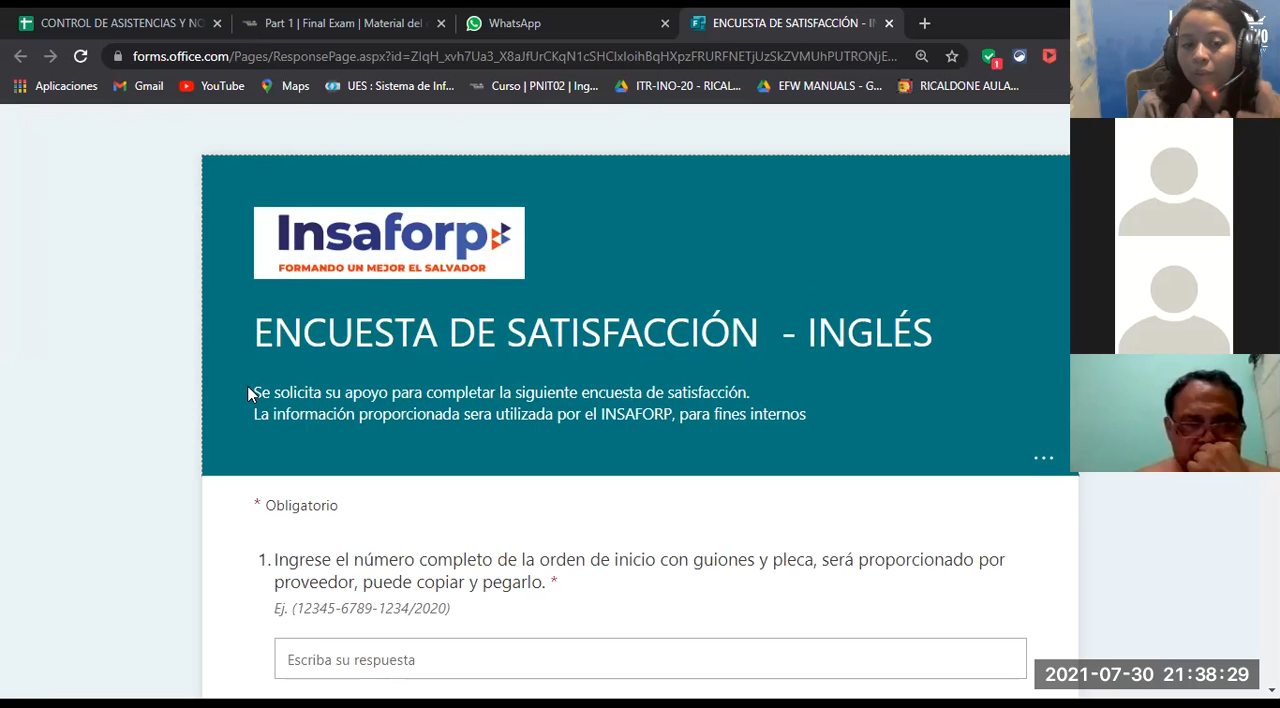 CONTROL DE ASISTENCIAS Y NO
Part 1 | Final Exam | Material del c
WhatsApp
ENCUESTA DE SATISFACCIÓN - IN
forms.office.com/Pages/ResponsePage.aspx?id=ZIqH_xvh7Ua3_X8aJfUrCKqN1cSHCIxIoihBqHXpzFRURFNETjUzSkZVMUhPUTRONjE...
1
Aplicaciones
Gmail
YouTube
Maps
UES : Sistema de Inf...
Curso | PNIT02 | Ing...
ITR-INO-20 - RICAL...
EFW MANUALS - G...
RICALDONE AULA...
Insaforp
FORMANDO UN MEJOR EL SALVADOR
ENCUESTA DE SATISFACCIÓN - INGLÉS
Se solicita su apoyo para completar la siguiente encuesta de satisfacción.
La información proporcionada sera utilizada por el INSAFORP, para fines internos
...
* Obligatorio
1. Ingrese el número completo de la orden de inicio con guiones y pleca, será proporcionado por
proveedor, puede copiar y pegarlo. *
Ej. (12345-6789-1234/2020)
Escriba su respuesta
2021-07-30 21:38:29